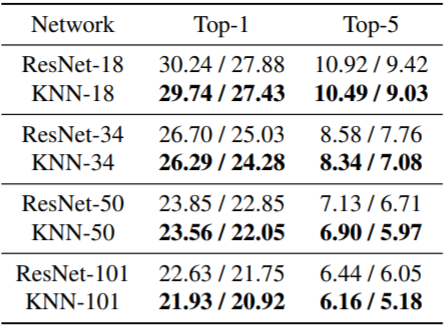 Network Top-1 Top-5
ResNet-18 30.24 / 27.88 10.92 / 9.42
KNN-18 29.74 / 27.43 10.49 / 9.03
ResNet-34 26.70 / 25.03 8.58 / 7.76
KNN-34 26.29 / 24.28 8.34 / 7.08
ResNet-50 23.85 / 22.85 7.13 / 6.71
KNN-50 23.56 / 22.05 6.90 / 5.97
ResNet-101 22.63 / 21.75 6.44 / 6.05
KNN-101 21.93 / 20.92 6.16 / 5.18